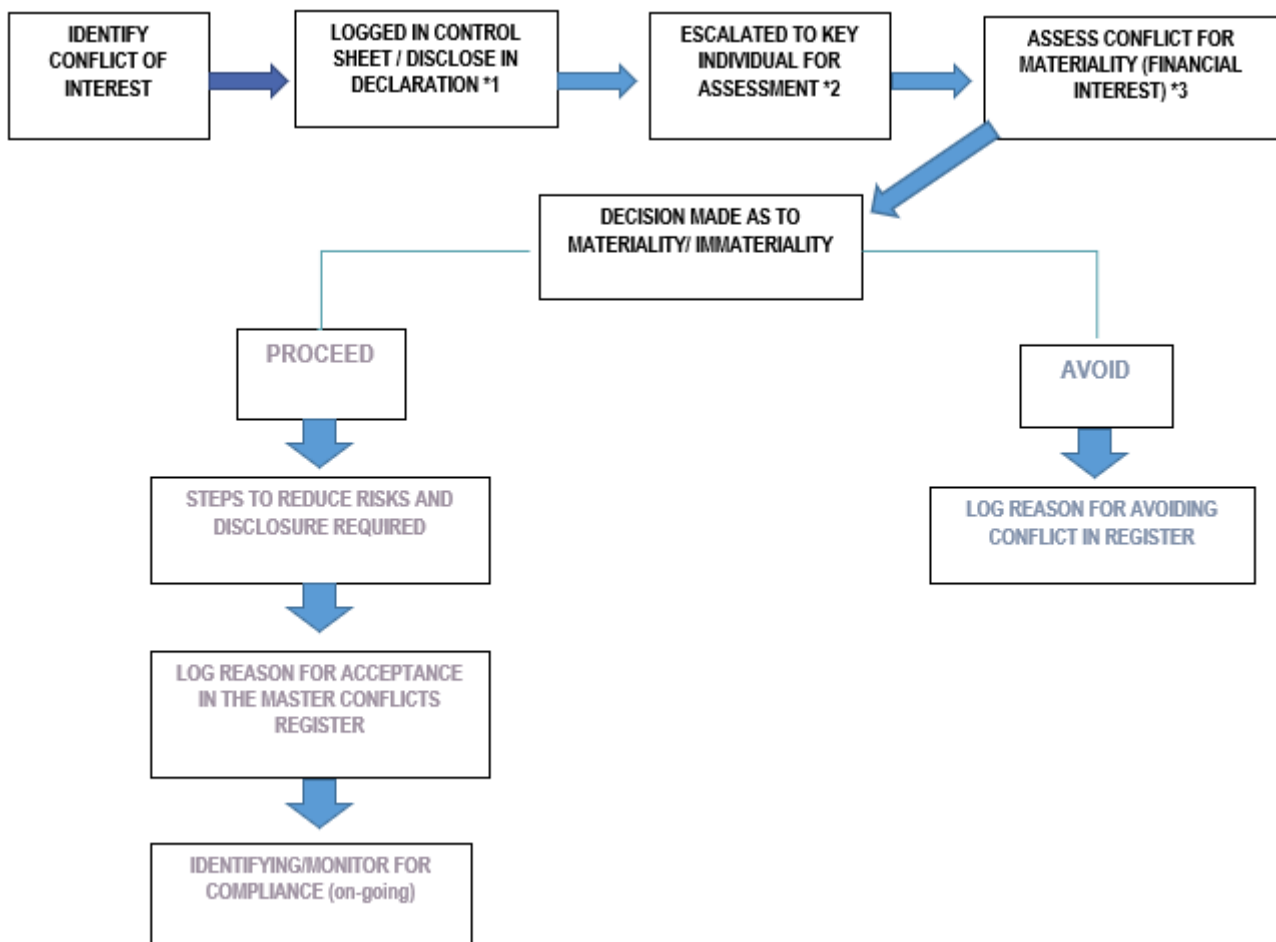 IDENTIFY
CONFLICT OF
INTEREST
LOGGED IN CONTROL
SHEET / DISCLOSE IN
DECLARATION *1
ESCALATED TO KEY
INDIVIDUAL FOR
ASSESSMENT *2
ASSESS CONFLICT FOR
MATERIALITY (FINANCIAL
INTEREST) *3
DECISION MADE AS TO
MATERIALITY/ IMMATERIALITY
PROCEED
AVOID
STEPS TO REDUCE RISKS AND
DISCLOSURE REQUIRED
LOG REASON FOR AVOIDING
CONFLICT IN REGISTER
LOG REASON FOR ACCEPTANCE
IN THE MASTER CONFLICTS
REGISTER
IDENTIFYING/MONITOR FOR
COMPLIANCE (on-going)